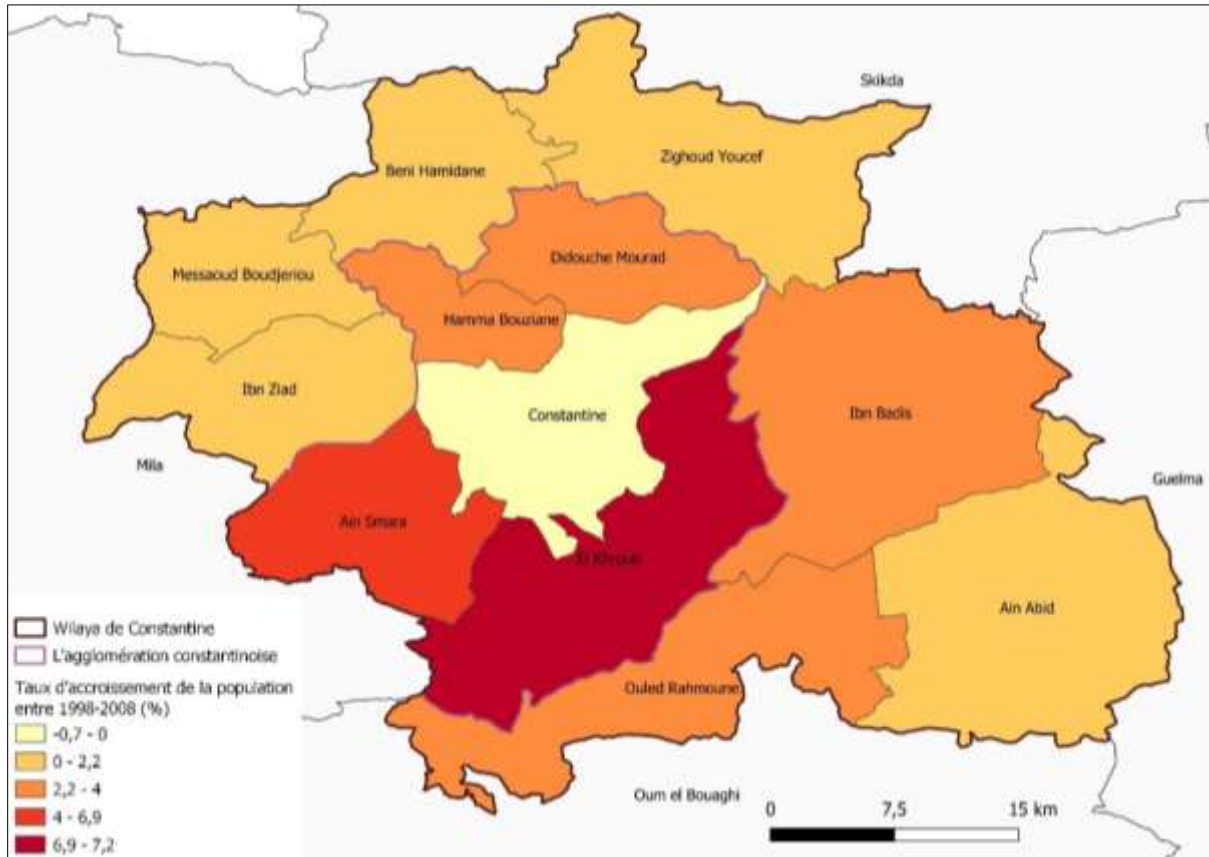 Skikda
Zighoud Youcef
Beni Hamidane
Didouche Mourad
Messaoud Boudjeriou
Hamma Bouziane
Ibn Ziad
Constantine
Ibn Badis
Mila
Guelma
Ain Smara
El Khroub
Ain Abid
Ouled Rahmoune
Oum el Bouaghi
Wilaya de Constantine
L'agglomération constantinoise
Taux d'accroissement de la population
entre 1998-2008 (%)
-0,7 - 0
0 - 2,2
2,2 - 4
4 - 6,9
6,9 - 7,2
0 7,5 15 km